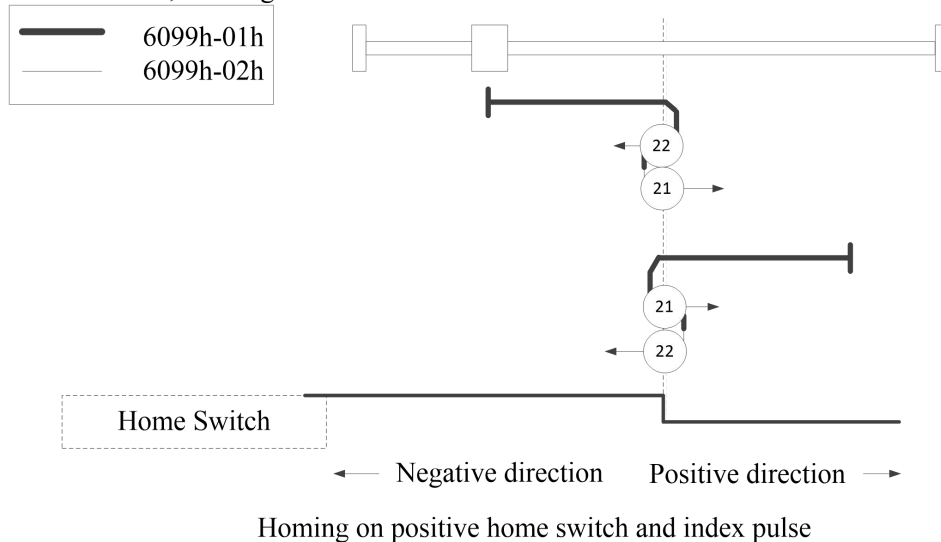 6099h-01h
6099h-02h
22
21
21
22
Home Switch
Negative direction
Positive direction
Homing on positive home switch and index pulse